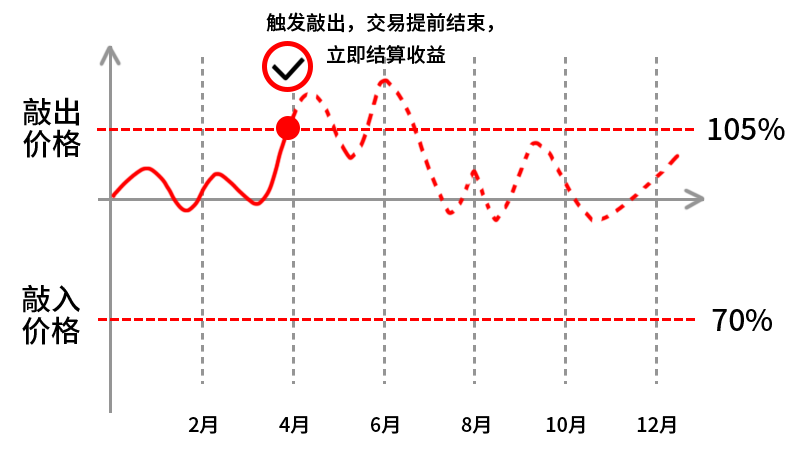 触发敲出，交易提前结束，
立即结算收益
敲出
价格
105%
敲入
价格
70%
2月
4月
6月
8月
10月
12月